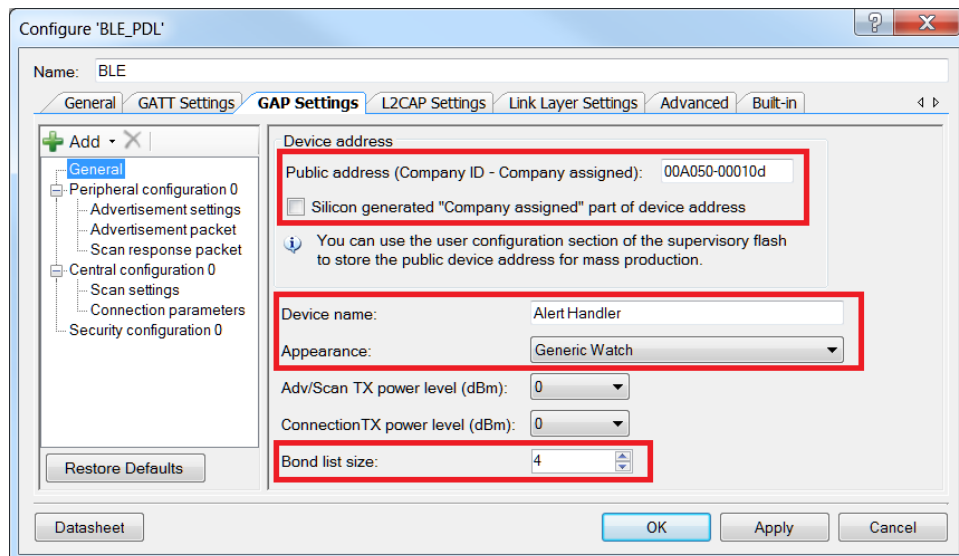 Configure 'BLE_PDL'
Name: BLE
General GATT Settings GAP Settings L2CAP Settings Link Layer Settings Advanced Built-in
Add
General
Peripheral configuration 0
Advertisement settings
Advertisement packet
Scan response packet
Central configuration 0
Scan settings
Connection parameters
Security configuration 0
Restore Defaults
Device address
Public address (Company ID - Company assigned): 00A050-00010d
Silicon generated "Company assigned" part of device address
You can use the user configuration section of the supervisory flash
to store the public device address for mass production.
Device name: Alert Handler
Appearance: Generic Watch
Adv/Scan TX power level (dBm): 0
ConnectionTX power level (dBm): 0
Bond list size: 4
Datasheet OK Apply Cancel